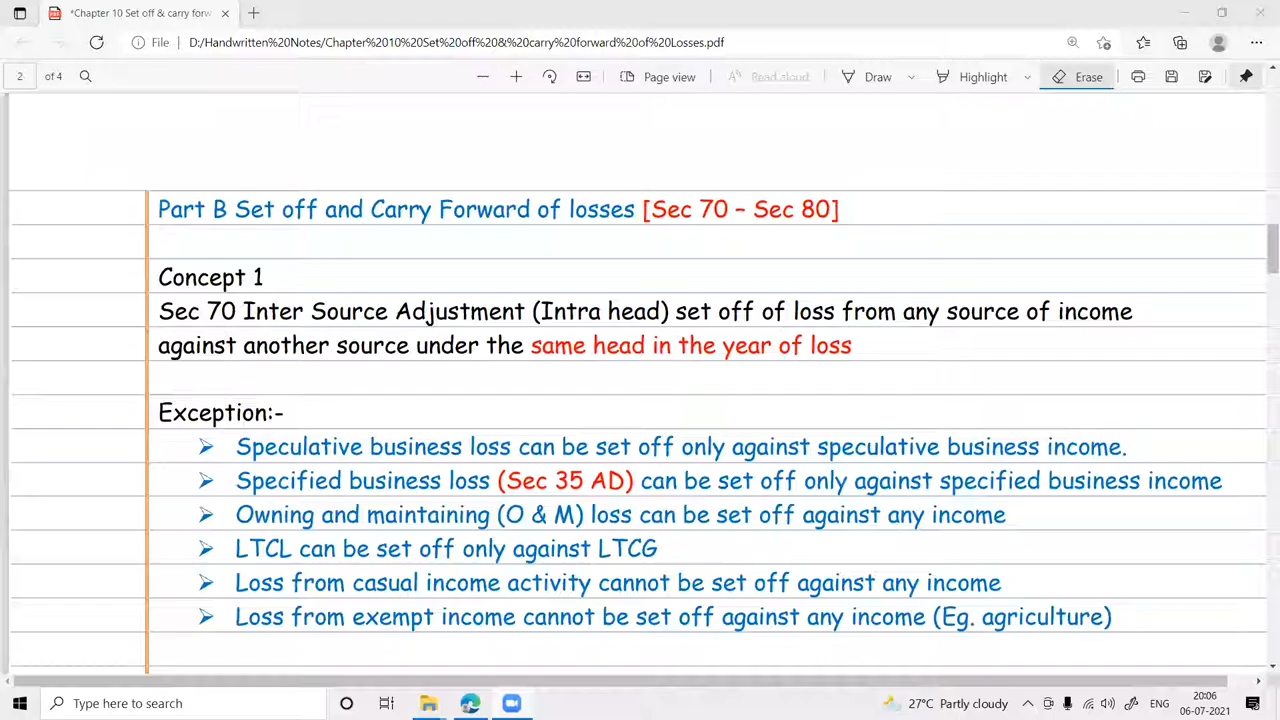 *Chapter 10 Set off & carry forw
File D:/Handwritten%20Notes/Chapter%2010%20Set%20off%20&%20carry%20forward%20of%20Losses.pdf
2 of 4 Page view Read aloud Draw Highlight Erase
Part B Set off and Carry Forward of losses [Sec 70 – Sec 80]
Concept 1
Sec 70 Inter Source Adjustment (Intra head) set off of loss from any source of income
against another source under the same head in the year of loss
Exception:-
Speculative business loss can be set off only against speculative business income.
Specified business loss (Sec 35 AD) can be set off only against specified business income
Owning and maintaining (O & M) loss can be set off against any income
LTCL can be set off only against LTCG
Loss from casual income activity cannot be set off against any income
Loss from exempt income cannot be set off against any income (Eg. agriculture)
Type here to search
27°C Partly cloudy
ENG
20:06
06-07-2021